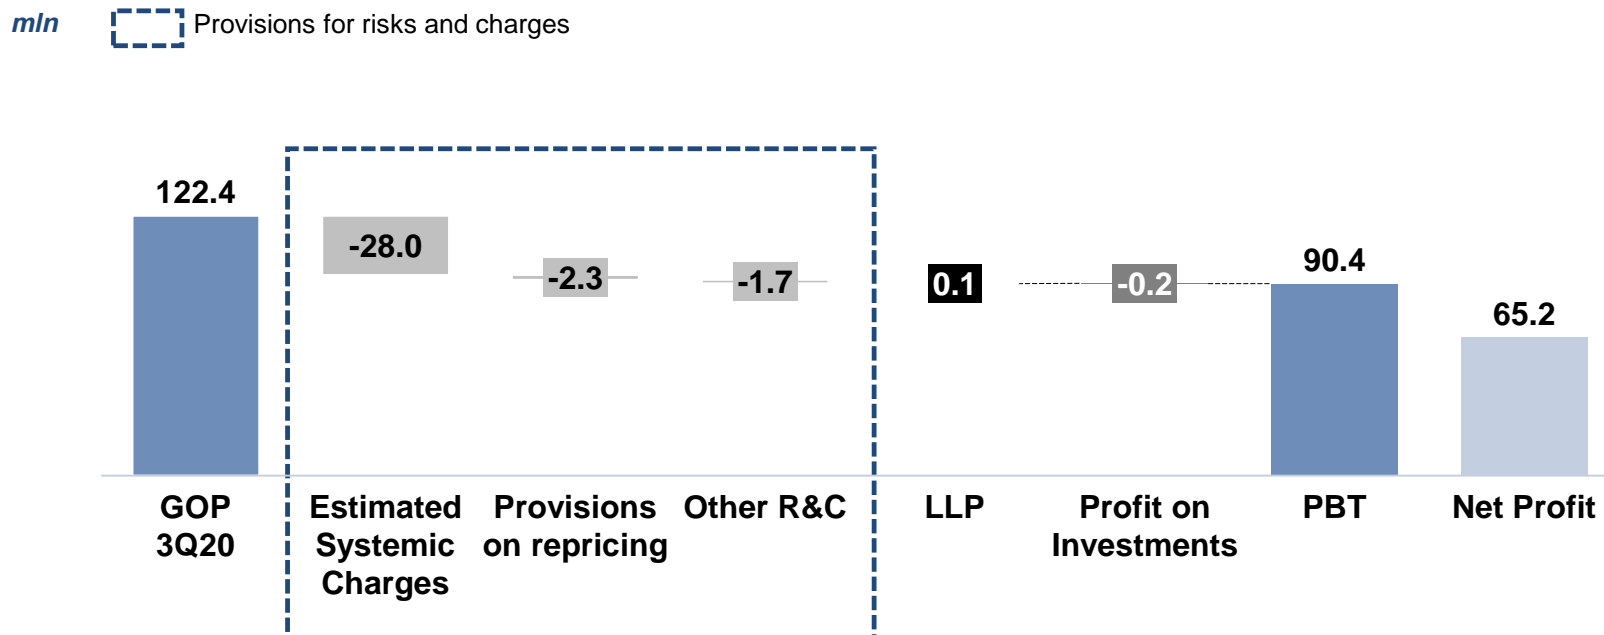 mln
Provisions for risks and charges
122.4
-28.0
-2.3
-1.7
0.1
-0.2
90.4
65.2
GOP
3Q20
Estimated
Systemic
Charges
Provisions
on repricing
Other R&C
LLP
Profit on
Investments
PBT
Net Profit